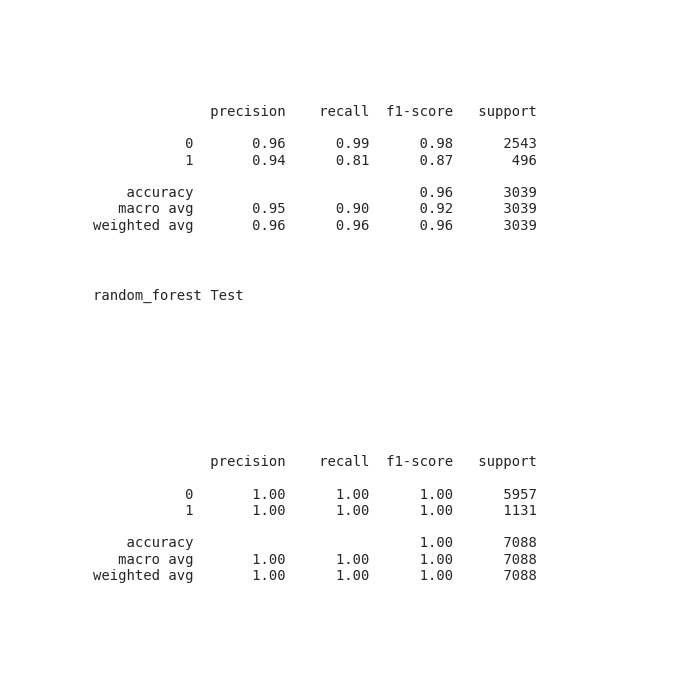 precision recall f1-score support
0 0.96 0.99 0.98 2543
1 0.94 0.81 0.87 496
accuracy 0.96 3039
macro avg 0.95 0.90 0.92 3039
weighted avg 0.96 0.96 0.96 3039
random_forest Test
precision recall f1-score support
0 1.00 1.00 1.00 5957
1 1.00 1.00 1.00 1131
accuracy 1.00 7088
macro avg 1.00 1.00 1.00 7088
weighted avg 1.00 1.00 1.00 7088